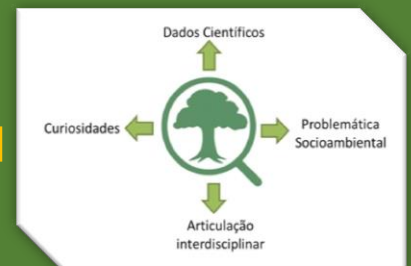 Dados Científicos
Curiosidades
Problemática
Socioambiental
Articulação
interdisciplinar